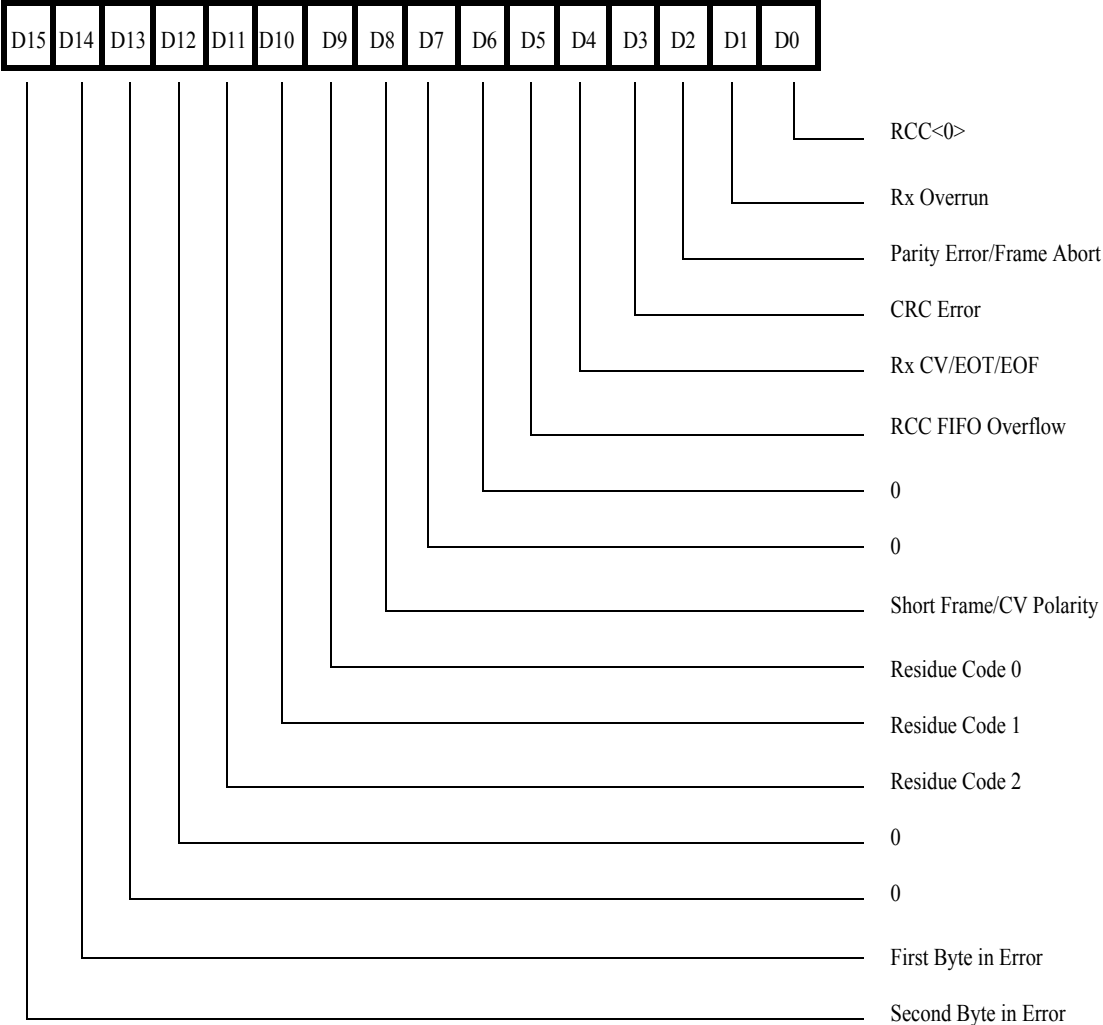 D15 D14 D13 D12 D11 D10 D9 D8 D7 D6 D5 D4 D3 D2 D1 D0
RCC<0>
Rx Overrun
Parity Error/Frame Abort
CRC Error
Rx CV/EOT/EOF
RCC FIFO Overflow
0
0
Short Frame/CV Polarity
Residue Code 0
Residue Code 1
Residue Code 2
0
0
First Byte in Error
Second Byte in Error